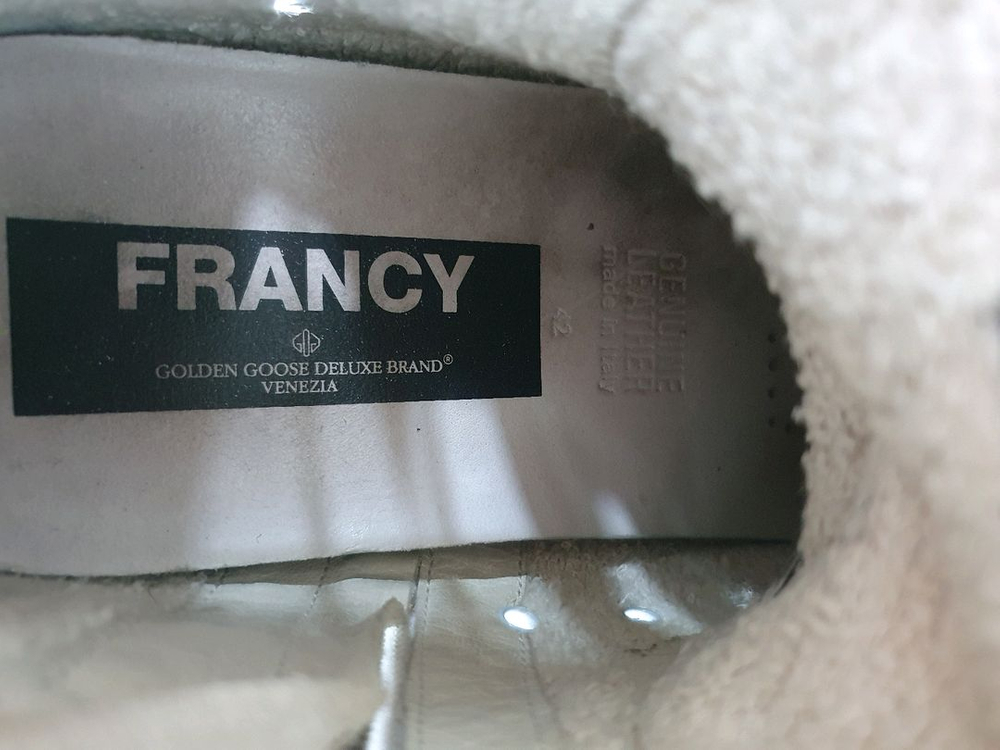 FRANCY
GOLDEN GOOSE DELUXE BRAND®
VENEZIA
42
GENUINE
LEATHER
made in Italy